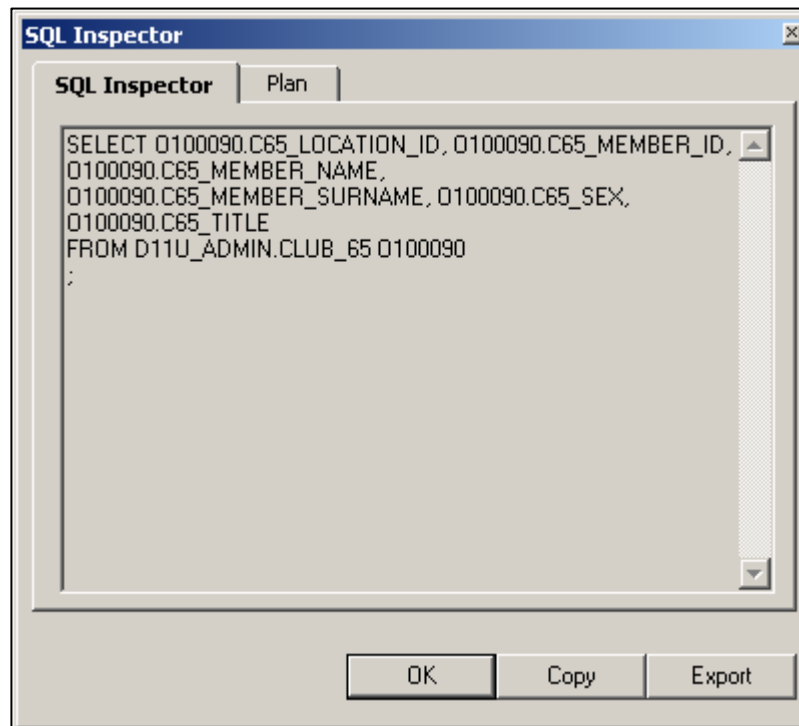 SQL Inspector
SQL Inspector
Plan
SELECT O100090.C65_LOCATION_ID, O100090.C65_MEMBER_ID,
O100090.C65_MEMBER_NAME,
O100090.C65_MEMBER_SURNAME, O100090.C65_SEX,
O100090.C65_TITLE
FROM D11U_ADMIN.CLUB_65 O100090
;
OK
Copy
Export